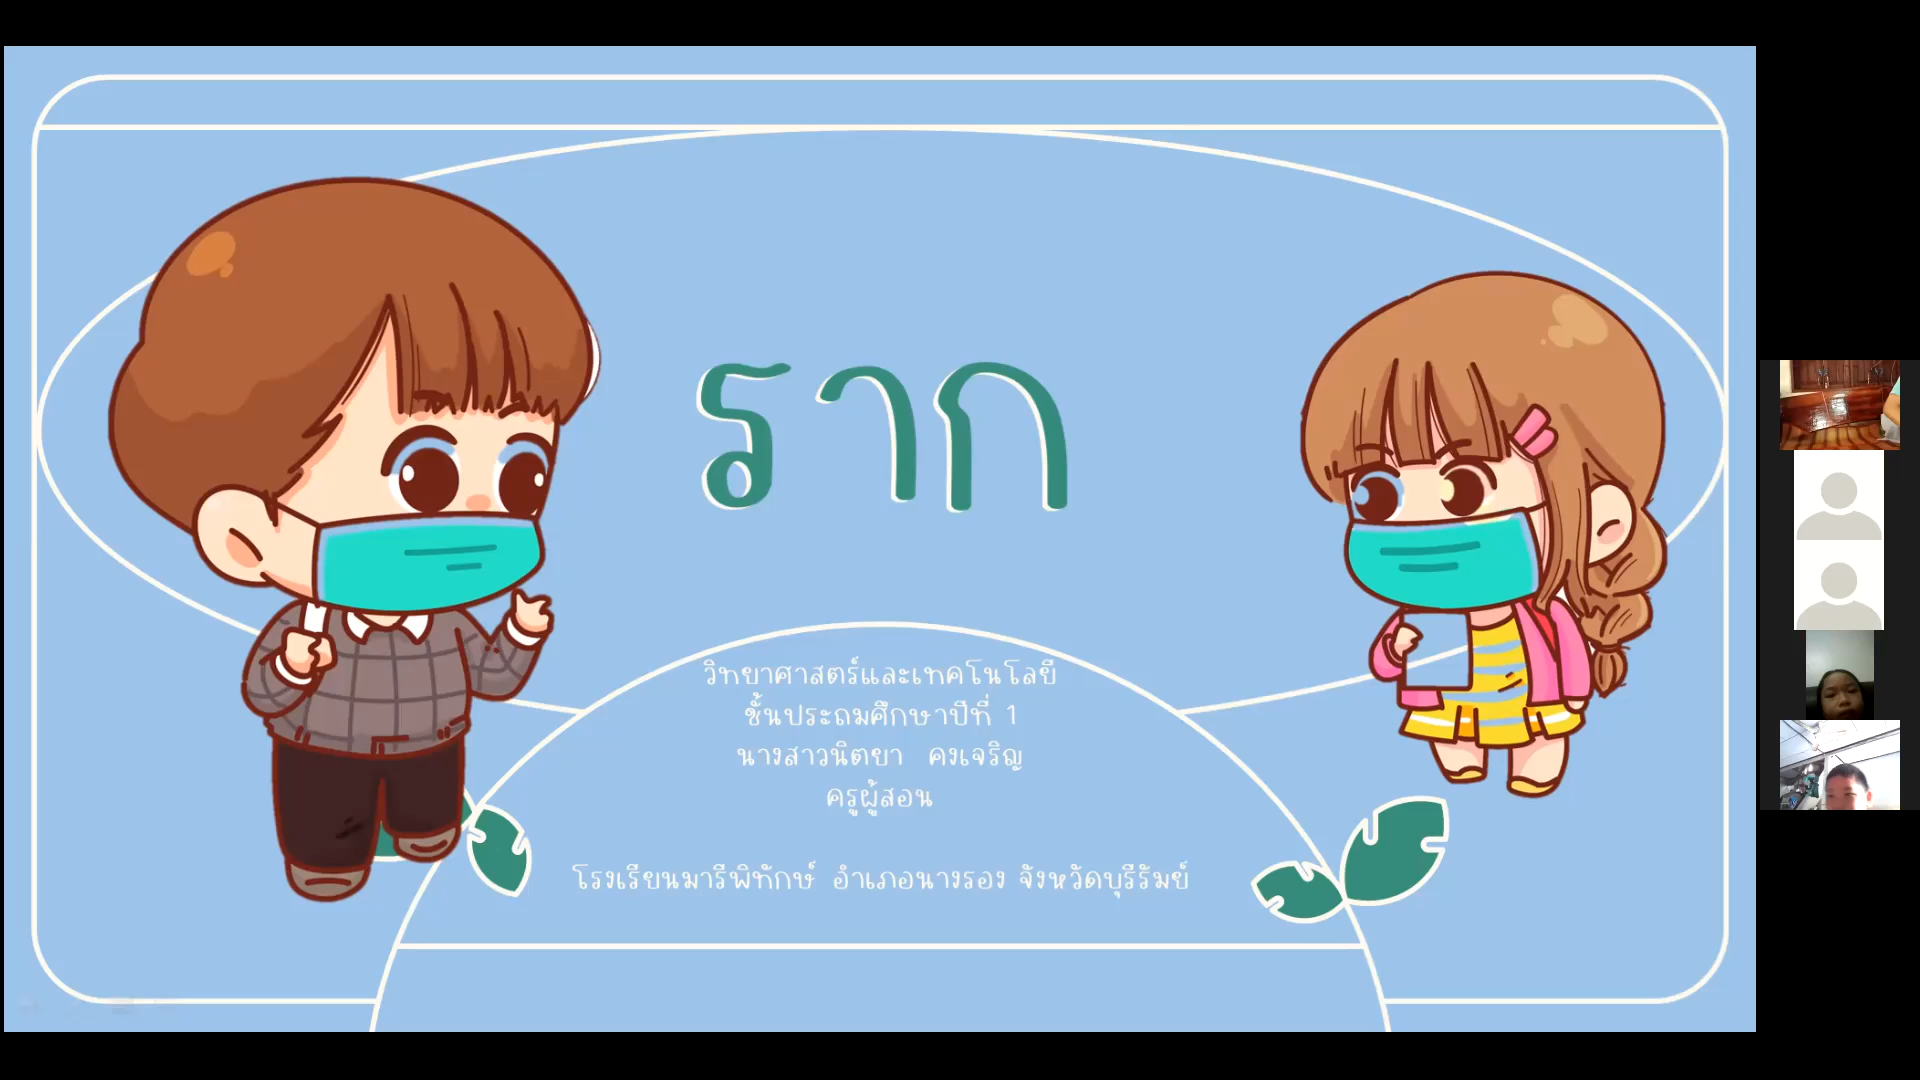 ราก
วิทยาศาสตร์และเทคโนโลยี
ชั้นประถมศึกษาปีที่ 1
นางสาวนิตยา คงเจริญ
ครูผู้สอน
โรงเรียนมารีพิทักษ์ อำเภอนางรอง จังหวัดบุรีรัมย์